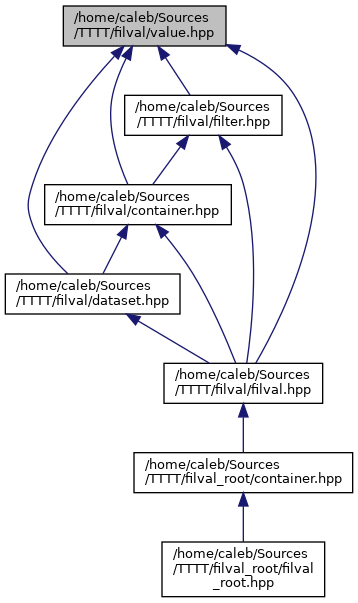 /home/caleb/Sources
/TTTT/filval/value.hpp
/home/caleb/Sources
/TTTT/filval/filter.hpp
/home/caleb/Sources
/TTTT/filval/container.hpp
/home/caleb/Sources
/TTTT/filval/dataset.hpp
/home/caleb/Sources
/TTTT/filval/filval.hpp
/home/caleb/Sources
/TTTT/filval_root/container.hpp
/home/caleb/Sources
/TTTT/filval_root/filval
_root.hpp